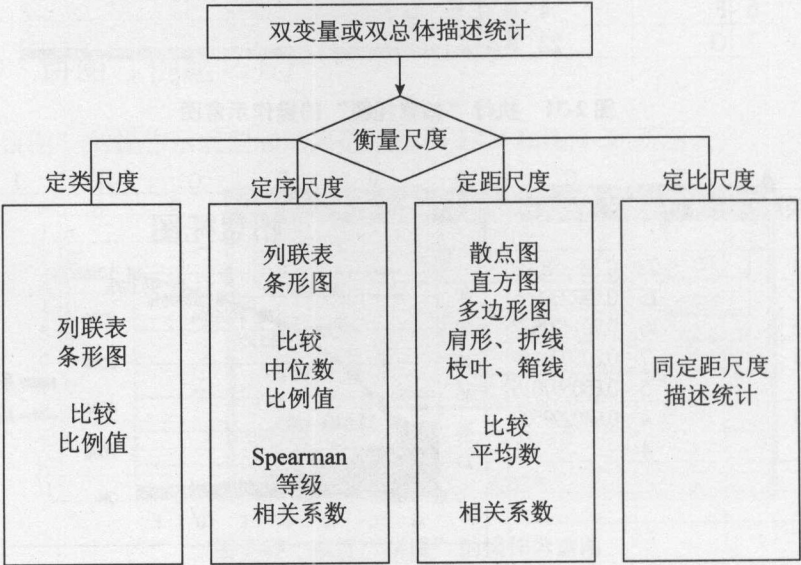 双变量或双总体描述统计
衡量尺度
定类尺度
定序尺度
定距尺度
定比尺度
列联表
条形图
比较
比例值
列联表
条形图
比较
中位数
比例值
Spearman
等级
相关系数
散点图
直方图
多边形图
肩形、折线
枝叶、箱线
比较
平均数
相关系数
同定距尺度
描述统计